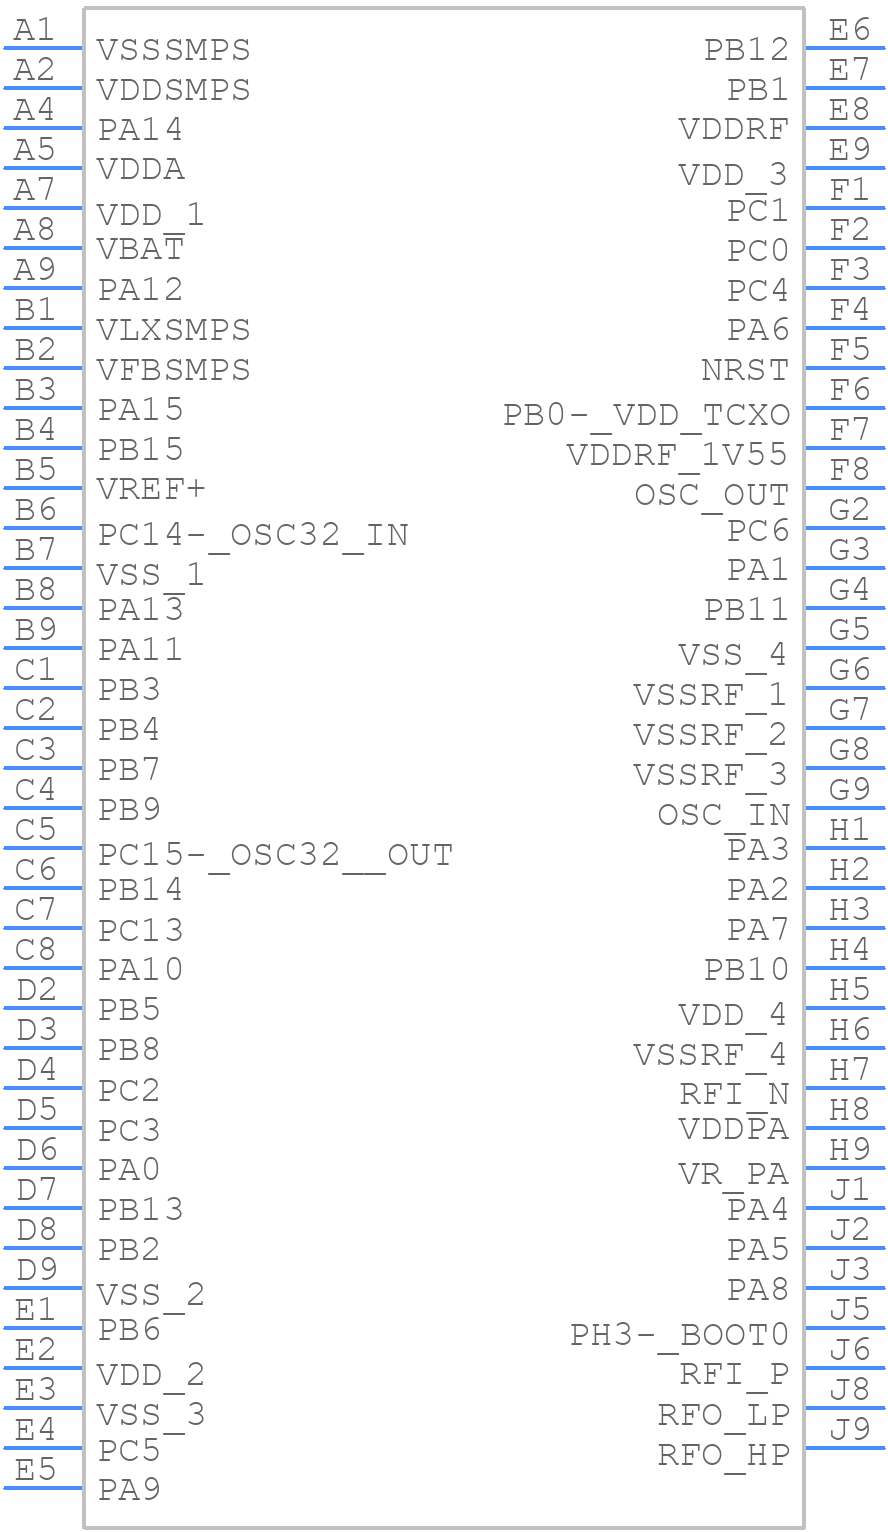 A1 VSSSMPS PB12 E6
A2 VDDSMPS PB1 E7
A4 PA14 VDDRF E8
A5 VDDA VDD_3 E9
A7 VDD_1 PC1 F1
A8 VBAT PC0 F2
A9 PA12 PC4 F3
B1 VLXSMPS PA6 F4
B2 VFBSMPS NRST F5
B3 PA15 PB0-_VDD_TCXO F6
B4 PB15 VDDRF_1V55 F7
B5 VREF+ OSC_OUT F8
B6 PC14-_OSC32_IN PC6 G2
B7 VSS_1 PA1 G3
B8 PA13 PB11 G4
B9 PA11 VSS_4 G5
C1 PB3 VSSRF_1 G6
C2 PB4 VSSRF_2 G7
C3 PB7 VSSRF_3 G8
C4 PB9 OSC_IN G9
C5 PC15-_OSC32__OUT PA3 H1
C6 PB14 PA2 H2
C7 PC13 PA7 H3
C8 PA10 PB10 H4
D2 PB5 VDD_4 H5
D3 PB8 VSSRF_4 H6
D4 PC2 RFI_N H7
D5 PC3 VDDPA H8
D6 PA0 VR_PA H9
D7 PB13 PA4 J1
D8 PB2 PA5 J2
D9 VSS_2 PA8 J3
E1 PB6 PH3-_BOOT0 J5
E2 VDD_2 RFI_P J6
E3 VSS_3 RFO_LP J8
E4 PC5 RFO_HP J9
E5 PA9